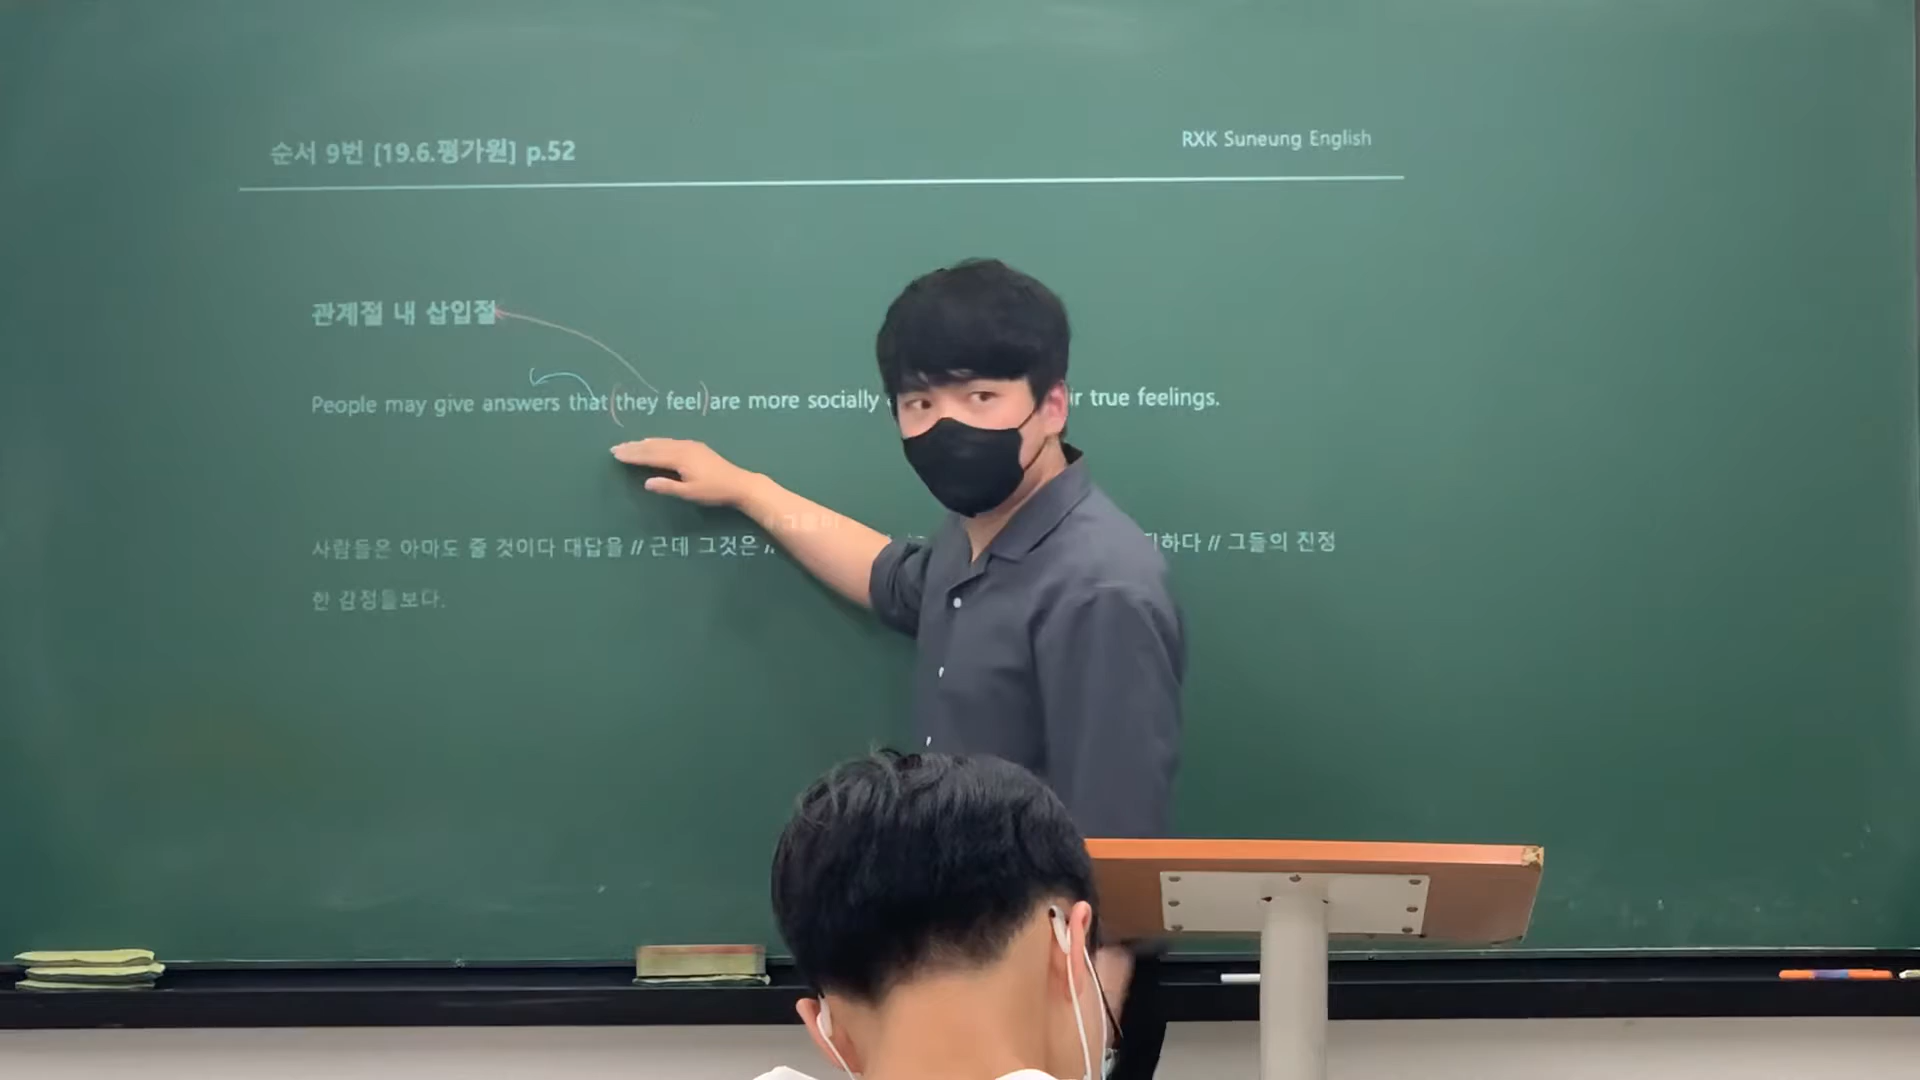 순서 9번 [19.6.평가원] p.52
RXK Suneung English
관계절 내 삽입절
People may give answers that (they feel) are more socially true feelings.
사람들은 아마도 줄 것이다 대답을 // 근데 그것은 // // 그들의 진정
한 감정들보다.